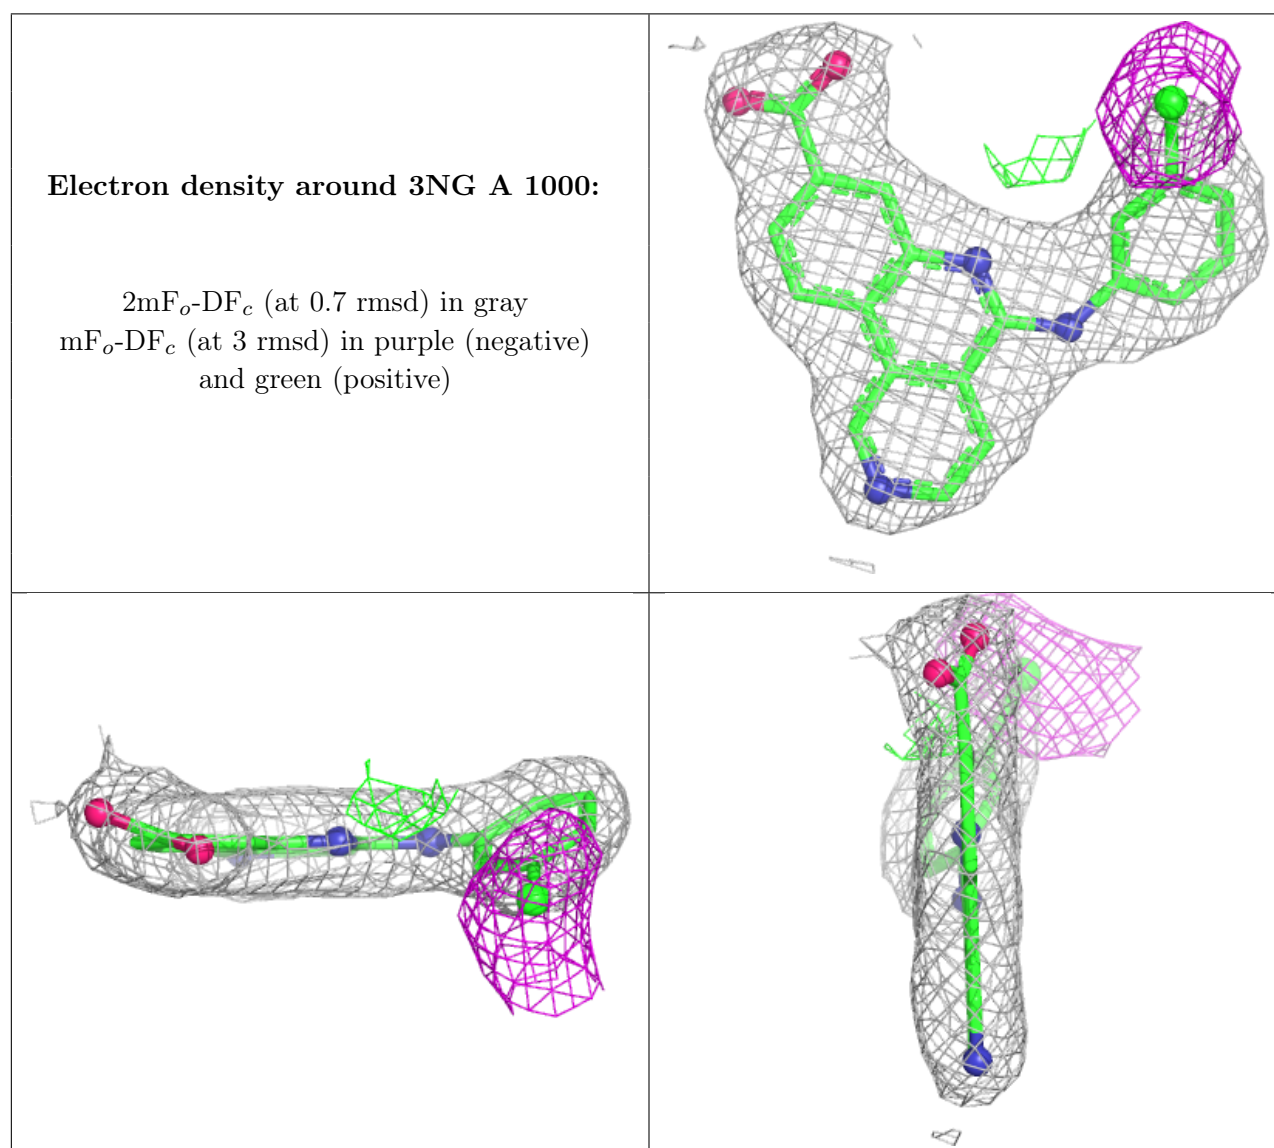 Electron density around 3NG A 1000:
2mFo-DFc (at 0.7 rmsd) in gray
mFo-DFc (at 3 rmsd) in purple (negative)
and green (positive)